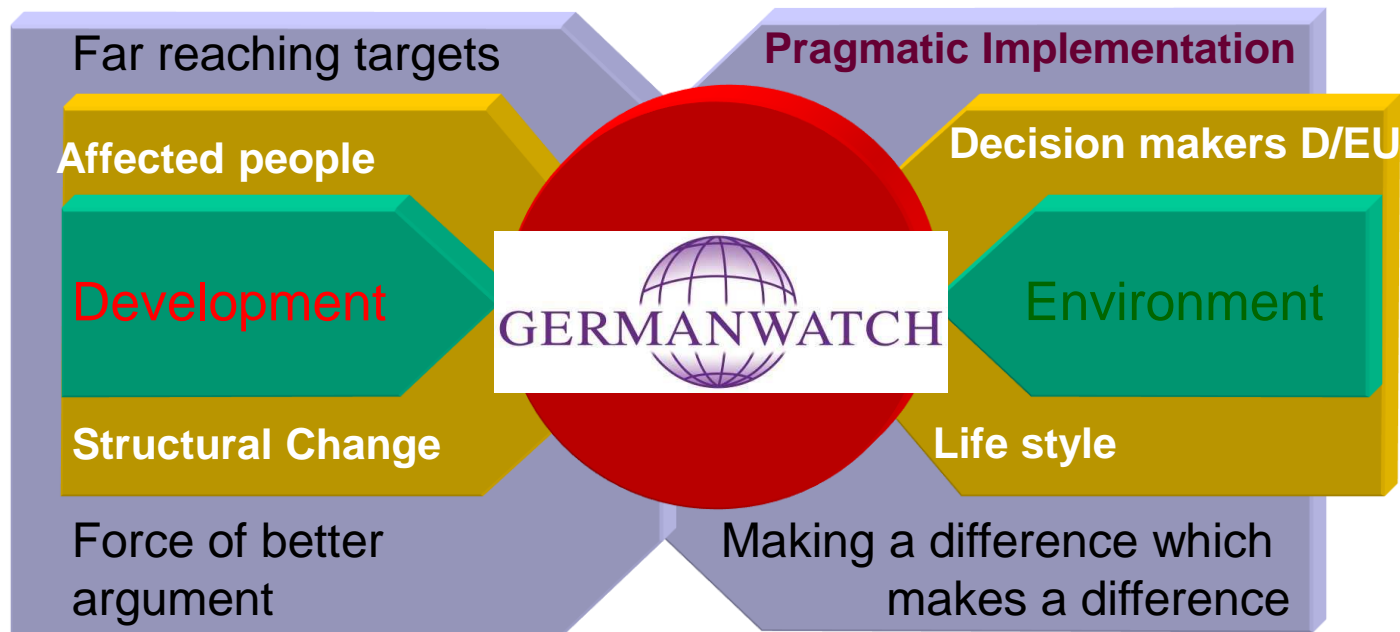 Far reaching targets
Pragmatic Implementation
Affected people
Decision makers D/EU
Development
GERMANWATCH
Environment
Structural Change
Life style
Force of better
argument
Making a difference which
makes a difference